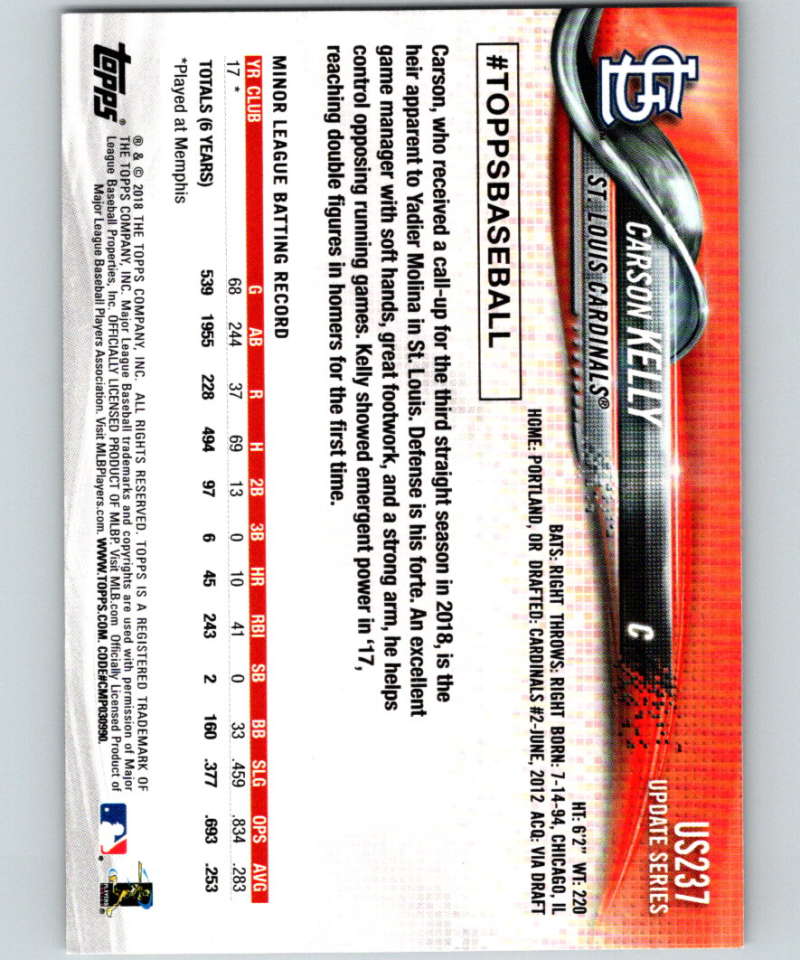 US237
UPDATE SERIES
STL
CARSON KELLY C
ST. LOUIS CARDINALS®
HT: 6'2" WT: 220
BATS: RIGHT THROWS: RIGHT BORN: 7-14-94, CHICAGO, IL
HOME: PORTLAND, OR DRAFTED: CARDINALS #2-JUNE, 2012 ACQ: VIA DRAFT
#TOPPSBASEBALL
Carson, who received a call-up for the third straight season in 2018, is the
heir apparent to Yadier Molina in St. Louis. Defense is his forte. An excellent
game manager with soft hands, great footwork, and a strong arm, he helps
control opposing running games. Kelly showed emergent power in '17,
reaching double figures in homers for the first time.
MINOR LEAGUE BATTING RECORD
YR CLUB G AB R H 2B 3B HR RBI SB BB SLG OPS AVG
17 * 68 244 37 69 13 0 10 41 0 33 .459 .834 .283
TOTALS (6 YEARS) 539 1955 228 494 97 6 45 243 2 160 .377 .693 .253
*Played at Memphis
topps®
® & © 2018 THE TOPPS COMPANY, INC. ALL RIGHTS RESERVED. TOPPS IS A REGISTERED TRADEMARK OF
THE TOPPS COMPANY, INC. Major League Baseball trademarks and copyrights are used with permission of Major
League Baseball Properties, Inc. OFFICIALLY LICENSED PRODUCT OF MLBP. Visit MLB.com Officially Licensed Product of
Major League Baseball Players Association. Visit MLBPlayers.com. WWW.TOPPS.COM. CODE#CMP030990.